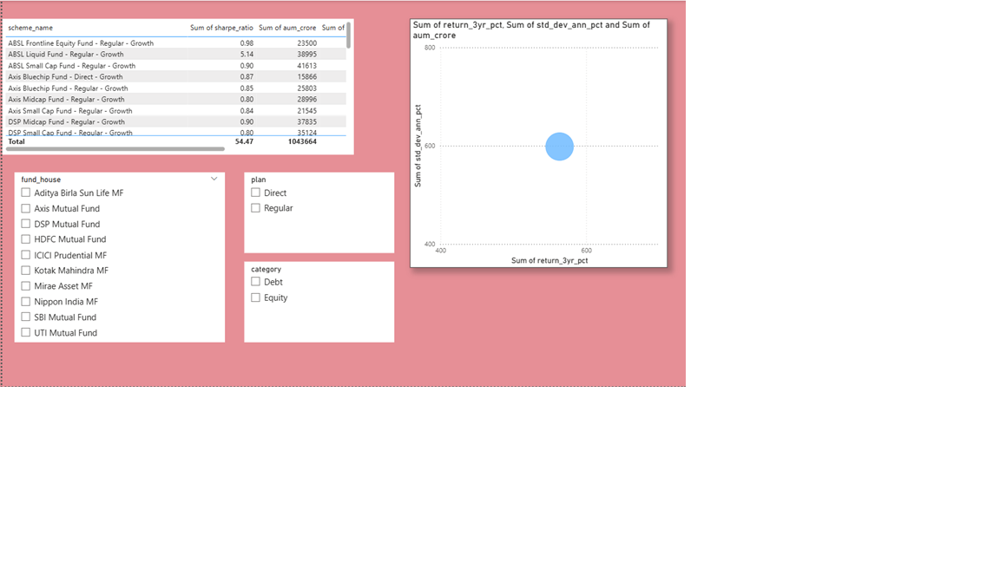 scheme_name Sum of sharpe_ratio Sum of aum_crore Sum of
ABSL Frontline Equity Fund - Regular - Growth 0.98 23500
ABSL Liquid Fund - Regular - Growth 5.14 38995
ABSL Small Cap Fund - Regular - Growth 0.90 41613
Axis Bluechip Fund - Direct - Growth 0.87 15866
Axis Bluechip Fund - Regular - Growth 0.85 25803
Axis Midcap Fund - Regular - Growth 0.80 28996
Axis Small Cap Fund - Regular - Growth 0.84 21545
DSP Midcap Fund - Regular - Growth 0.90 37835
DSP Small Cap Fund - Regular - Growth 0.80 35124
Total 54.47 1043664
Sum of return_3yr_pct, Sum of std_dev_ann_pct and Sum of
aum_crore
800
600
400
Sum of std_dev_ann_pct
400 600
Sum of return_3yr_pct
fund_house
Aditya Birla Sun Life MF
Axis Mutual Fund
DSP Mutual Fund
HDFC Mutual Fund
ICICI Prudential MF
Kotak Mahindra MF
Mirae Asset MF
Nippon India MF
SBI Mutual Fund
UTI Mutual Fund
plan
Direct
Regular
category
Debt
Equity